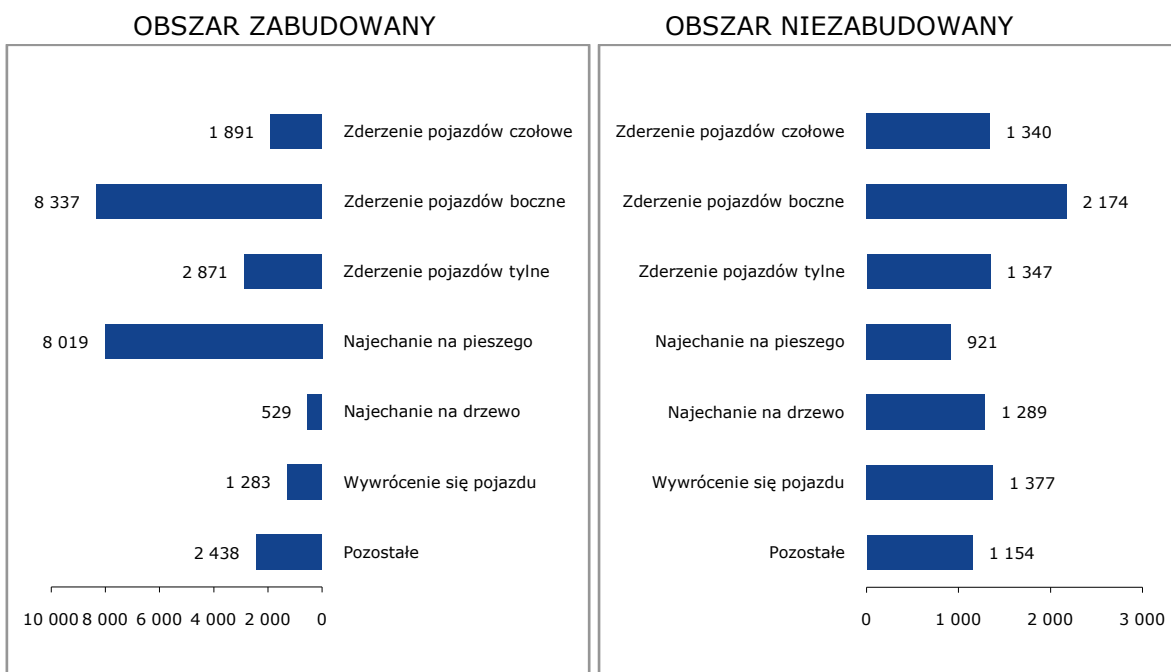 OBSZAR ZABUDOWANY
1 891 Zderzenie pojazdów czołowe
8 337 Zderzenie pojazdów boczne
2 871 Zderzenie pojazdów tylne
8 019 Najechanie na pieszego
529 Najechanie na drzewo
1 283 Wywrócenie się pojazdu
2 438 Pozostałe
10 000 8 000 6 000 4 000 2 000 0
OBSZAR NIEZABUDOWANY
Zderzenie pojazdów czołowe 1 340
Zderzenie pojazdów boczne 2 174
Zderzenie pojazdów tylne 1 347
Najechanie na pieszego 921
Najechanie na drzewo 1 289
Wywrócenie się pojazdu 1 377
Pozostałe 1 154
0 1 000 2 000 3 000